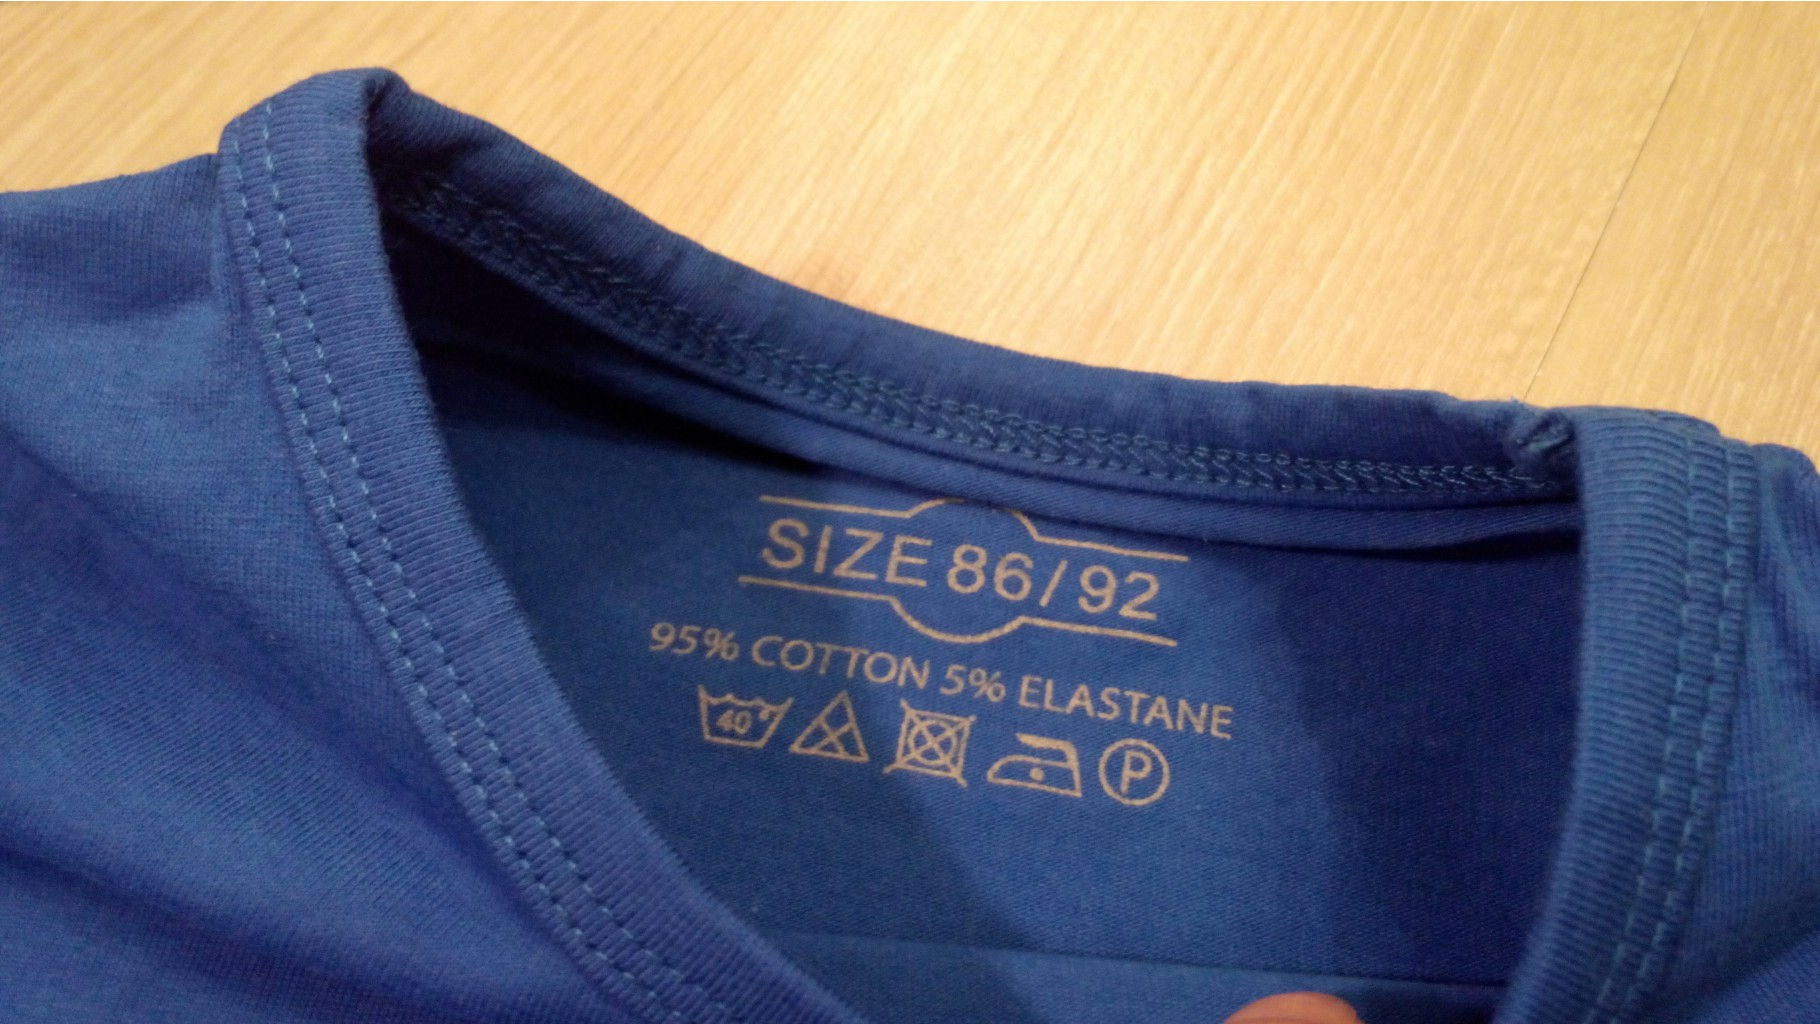 SIZE 86/92
95% COTTON 5% ELASTANE
40° P